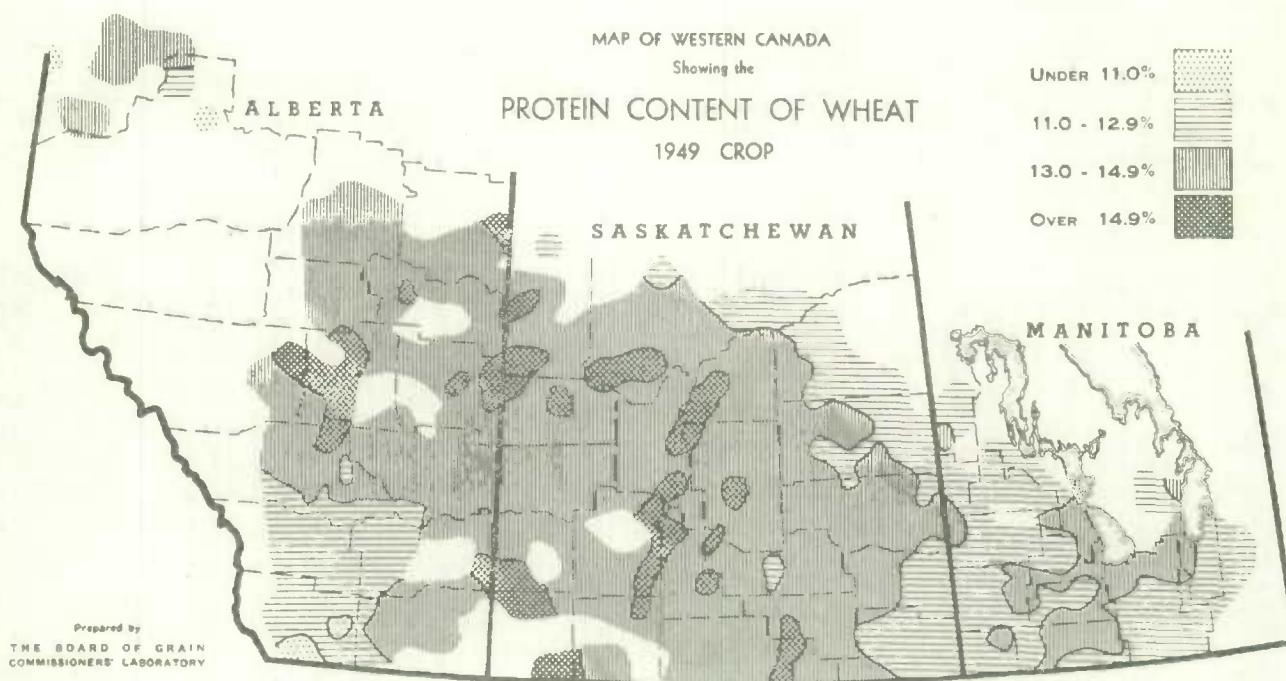 MAP OF WESTERN CANADA
Showing the
PROTEIN CONTENT OF WHEAT
1949 CROP
UNDER 11.0%
11.0 - 12.9%
13.0 - 14.9%
OVER 14.9%
ALBERTA
SASKATCHEWAN
MANITOBA
Prepared by
THE BOARD OF GRAIN
COMMISSIONERS' LABORATORY